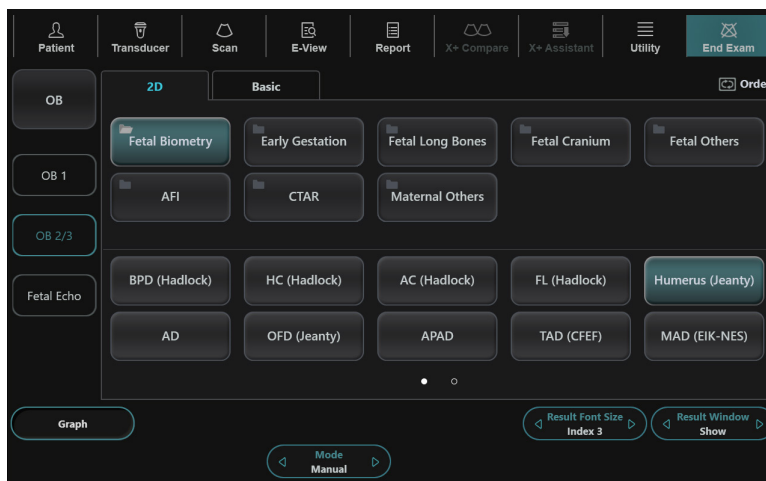 Patient
Transducer
Scan
E-View
Report
X+ Compare
X+ Assistant
Utility
End Exam
OB
2D
Basic
Orde
Fetal Biometry
Early Gestation
Fetal Long Bones
Fetal Cranium
Fetal Others
OB 1
AFI
CTAR
Maternal Others
OB 2/3
BPD (Hadlock)
HC (Hadlock)
AC (Hadlock)
FL (Hadlock)
Humerus (Jeanty)
Fetal Echo
AD
OFD (Jeanty)
APAD
TAD (CFEF)
MAD (EIK-NES)
Graph
Result Font Size
Index 3
Result Window
Show
Mode
Manual